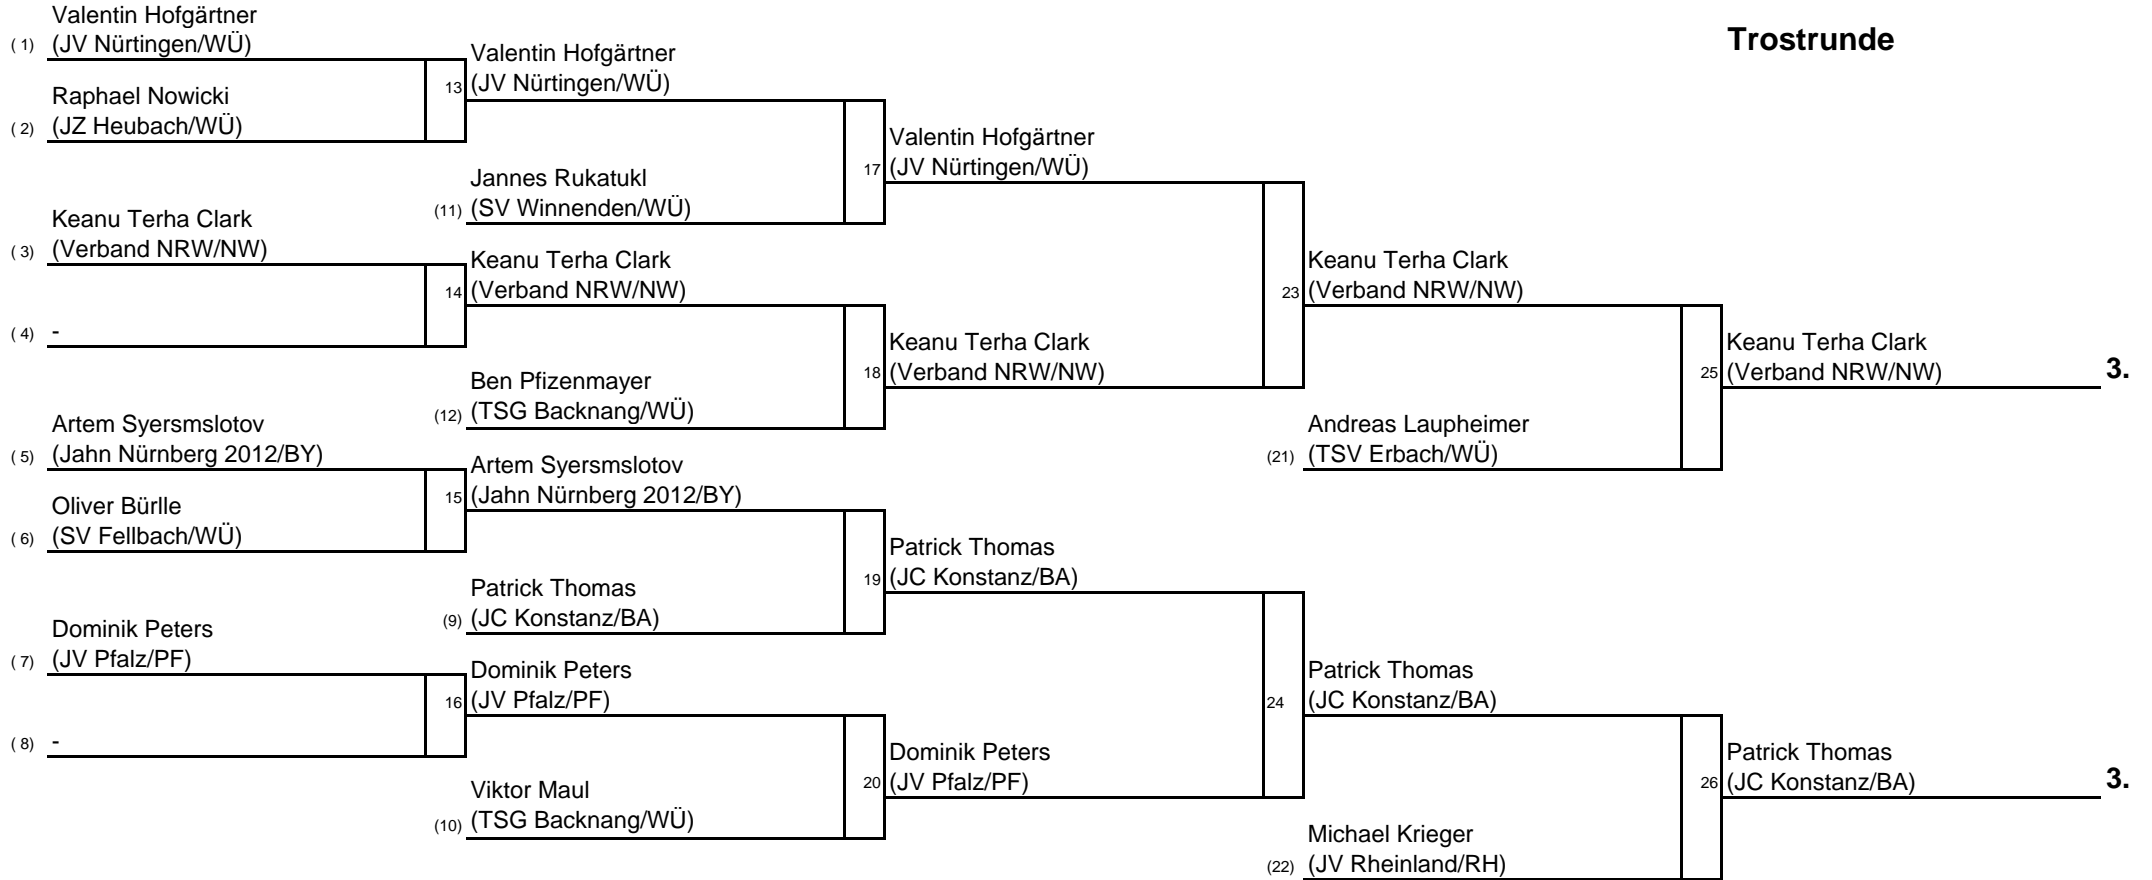 Trostrunde
Valentin Hofgärtner
( 1) (JV Nürtingen/WÜ)
Raphael Nowicki
( 2) (JZ Heubach/WÜ)
Keanu Terha Clark
( 3) (Verband NRW/NW)
( 4) -
Artem Syersmslotov
( 5) (Jahn Nürnberg 2012/BY)
Oliver Bürlle
( 6) (SV Fellbach/WÜ)
Dominik Peters
( 7) (JV Pfalz/PF)
( 8) -
Valentin Hofgärtner
13 (JV Nürtingen/WÜ)
Jannes Rukatukl
(11) (SV Winnenden/WÜ)
Keanu Terha Clark
14 (Verband NRW/NW)
Ben Pfizenmayer
(12) (TSG Backnang/WÜ)
Artem Syersmslotov
15 (Jahn Nürnberg 2012/BY)
Patrick Thomas
(9) (JC Konstanz/BA)
Dominik Peters
16 (JV Pfalz/PF)
Viktor Maul
(10) (TSG Backnang/WÜ)
Valentin Hofgärtner
17 (JV Nürtingen/WÜ)
Keanu Terha Clark
18 (Verband NRW/NW)
Patrick Thomas
19 (JC Konstanz/BA)
Dominik Peters
20 (JV Pfalz/PF)
Keanu Terha Clark
23 (Verband NRW/NW)
Andreas Laupheimer
(21) (TSV Erbach/WÜ)
Patrick Thomas
24 (JC Konstanz/BA)
Michael Krieger
(22) (JV Rheinland/RH)
Keanu Terha Clark
25 (Verband NRW/NW) 3.
Patrick Thomas
26 (JC Konstanz/BA) 3.